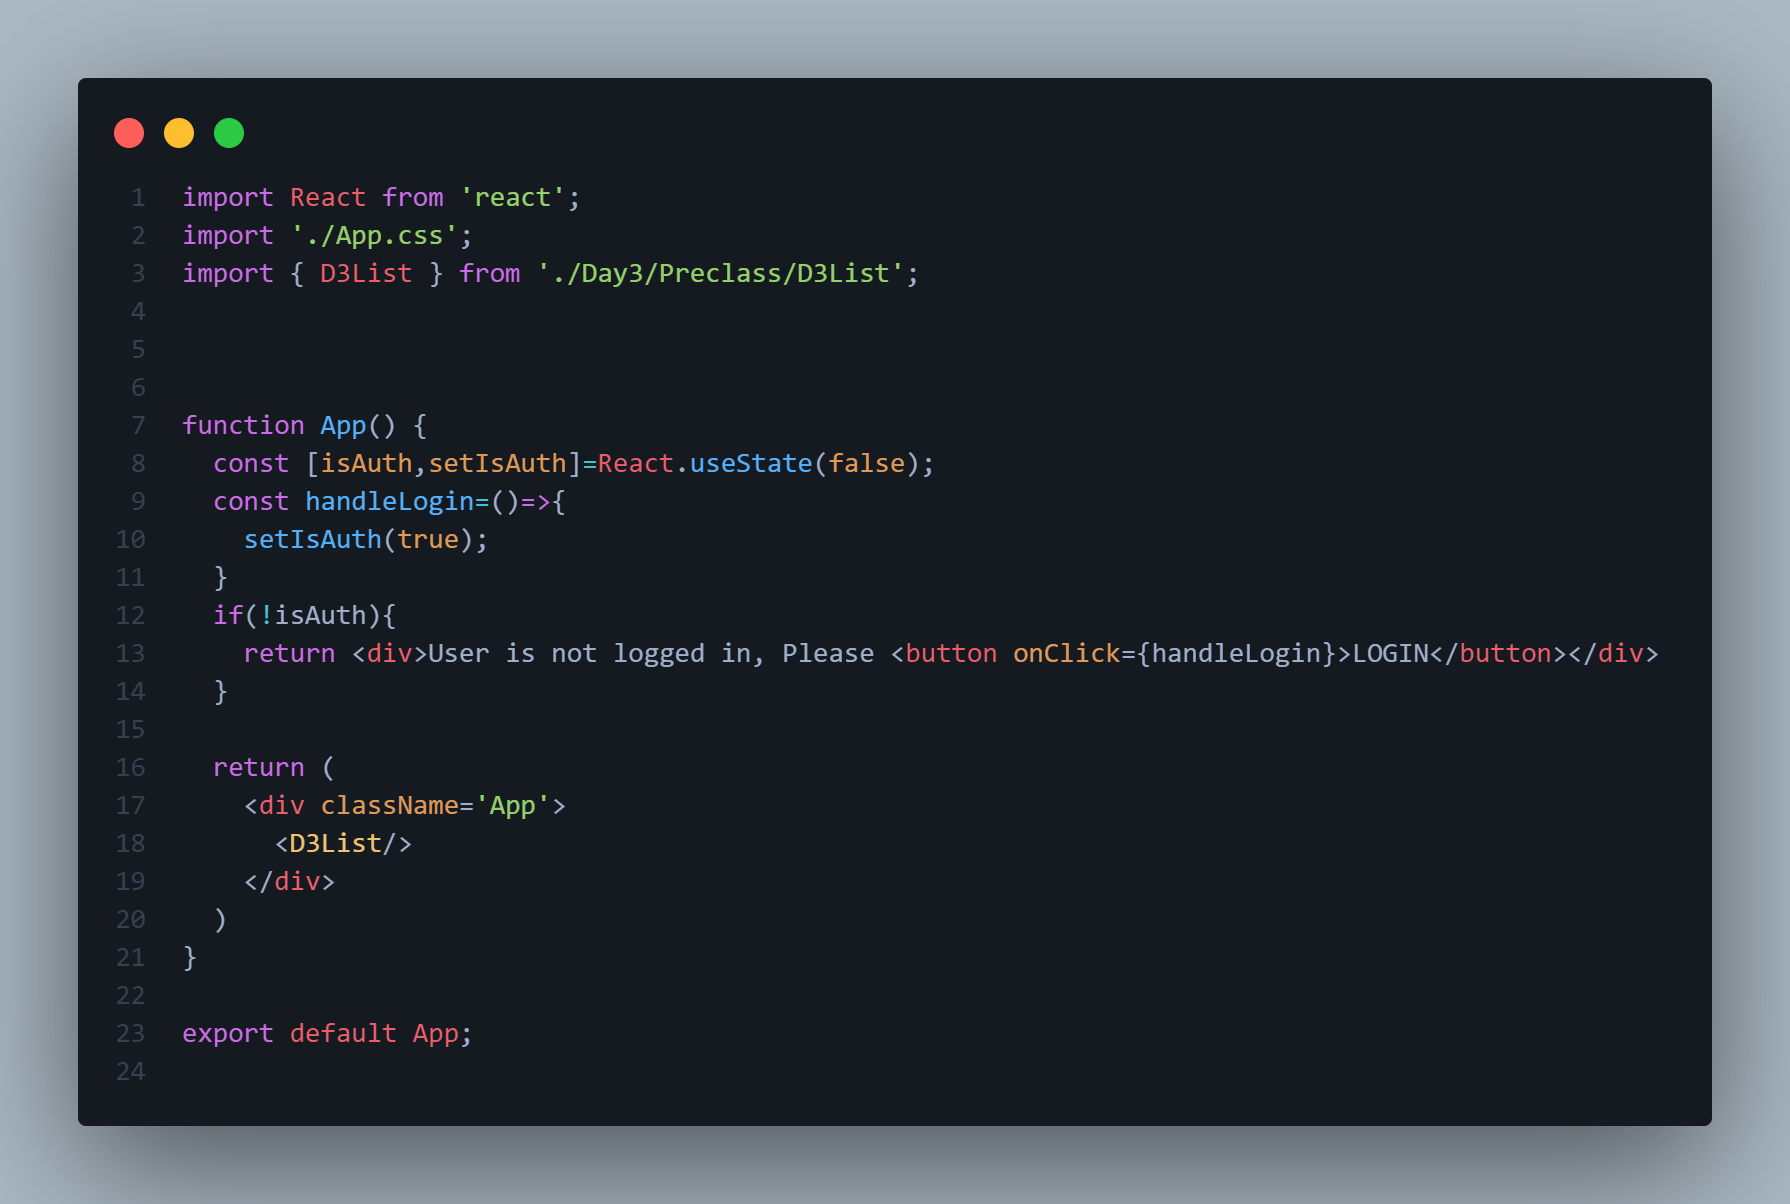 1 import React from 'react';
2 import './App.css';
3 import { D3List } from './Day3/Preclass/D3List';
4
5
6
7 function App() {
8   const [isAuth,setIsAuth]=React.useState(false);
9   const handleLogin=()=>{
10     setIsAuth(true);
11   }
12   if(!isAuth){
13     return <div>User is not logged in, Please <button onClick={handleLogin}>LOGIN</button></div>
14   }
15
16   return (
17     <div className='App'>
18       <D3List/>
19     </div>
20   )
21 }
22
23 export default App;
24